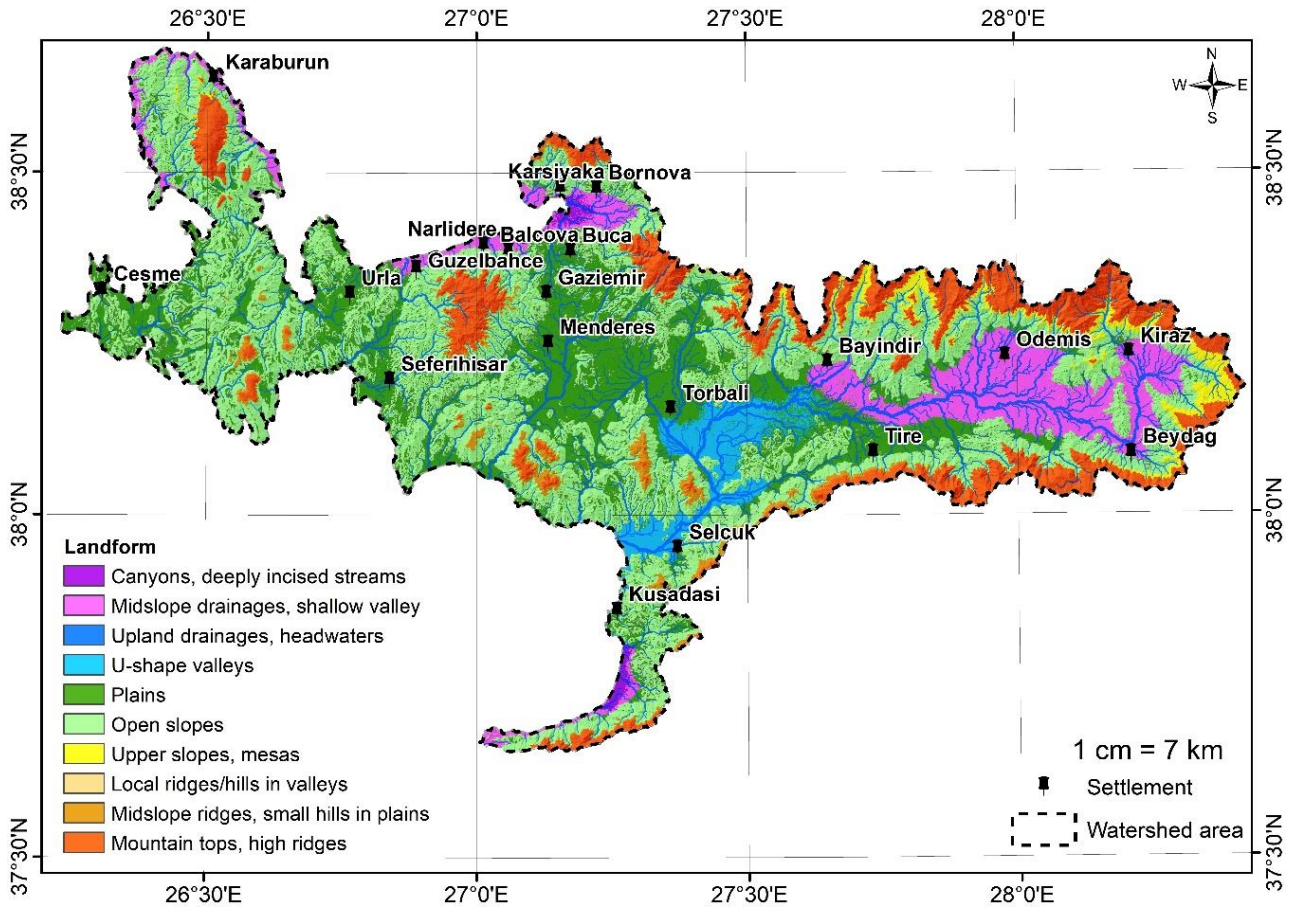 26°30'E 27°0'E 27°30'E 28°0'E
N
W E
S
Karaburun
38°30'N
38°30'N
Karsiyaka Bornova
Narlidere Balcova Buca
Guzelbahce
Cesme
Urla
Gaziemir
Menderes
Odemis
Kiraz
Bayindir
Seferihisar
Torbali
Tire
Beydag
38°0'N
38°0'N
Selcuk
Kusadasi
Landform
Canyons, deeply incised streams
Midslope drainages, shallow valley
Upland drainages, headwaters
U-shape valleys
Plains
Open slopes
Upper slopes, mesas
Local ridges/hills in valleys
Midslope ridges, small hills in plains
Mountain tops, high ridges
1 cm = 7 km
Settlement
Watershed area
37°30'N
37°30'N
26°30'E 27°0'E 27°30'E 28°0'E